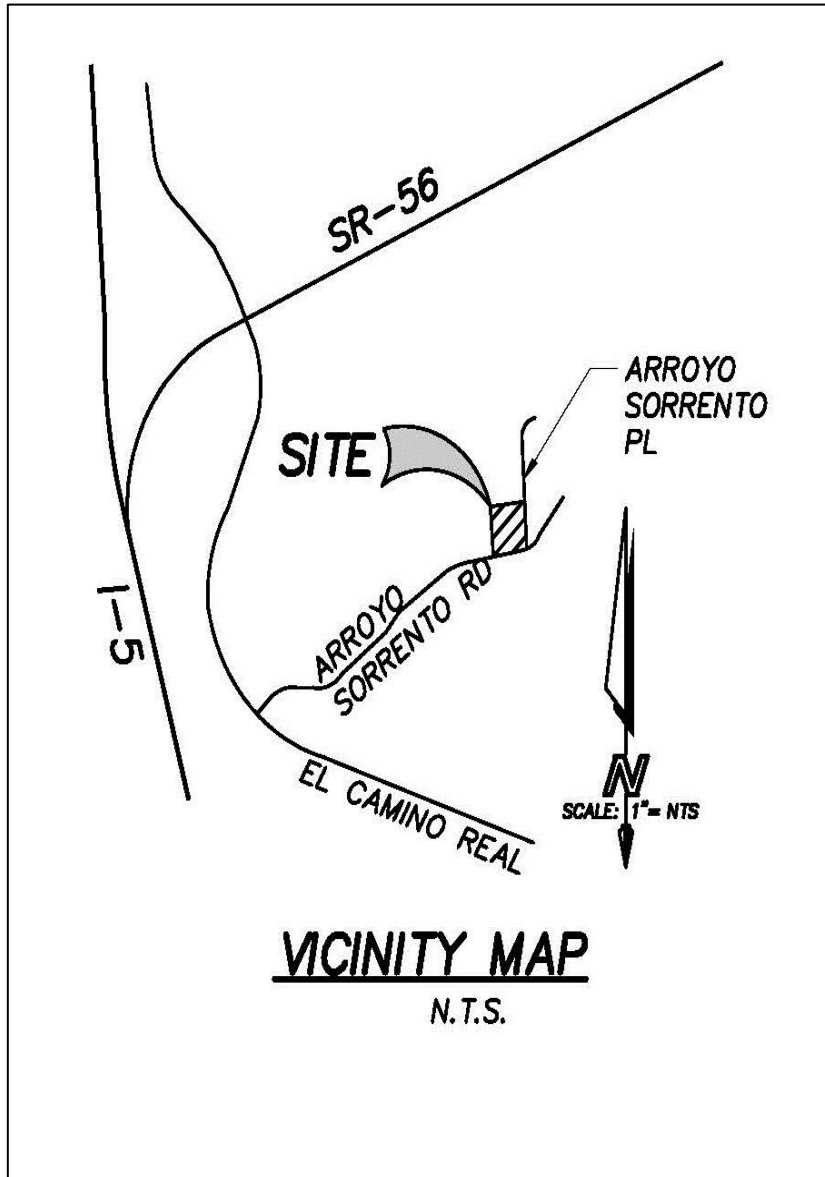 SR-56
ARROYO
SORRENTO
PL
SITE
I-5
ARROYO
SORRENTO RD
EL CAMINO REAL
N
SCALE: 1"= NTS
VICINITY MAP
N.T.S.